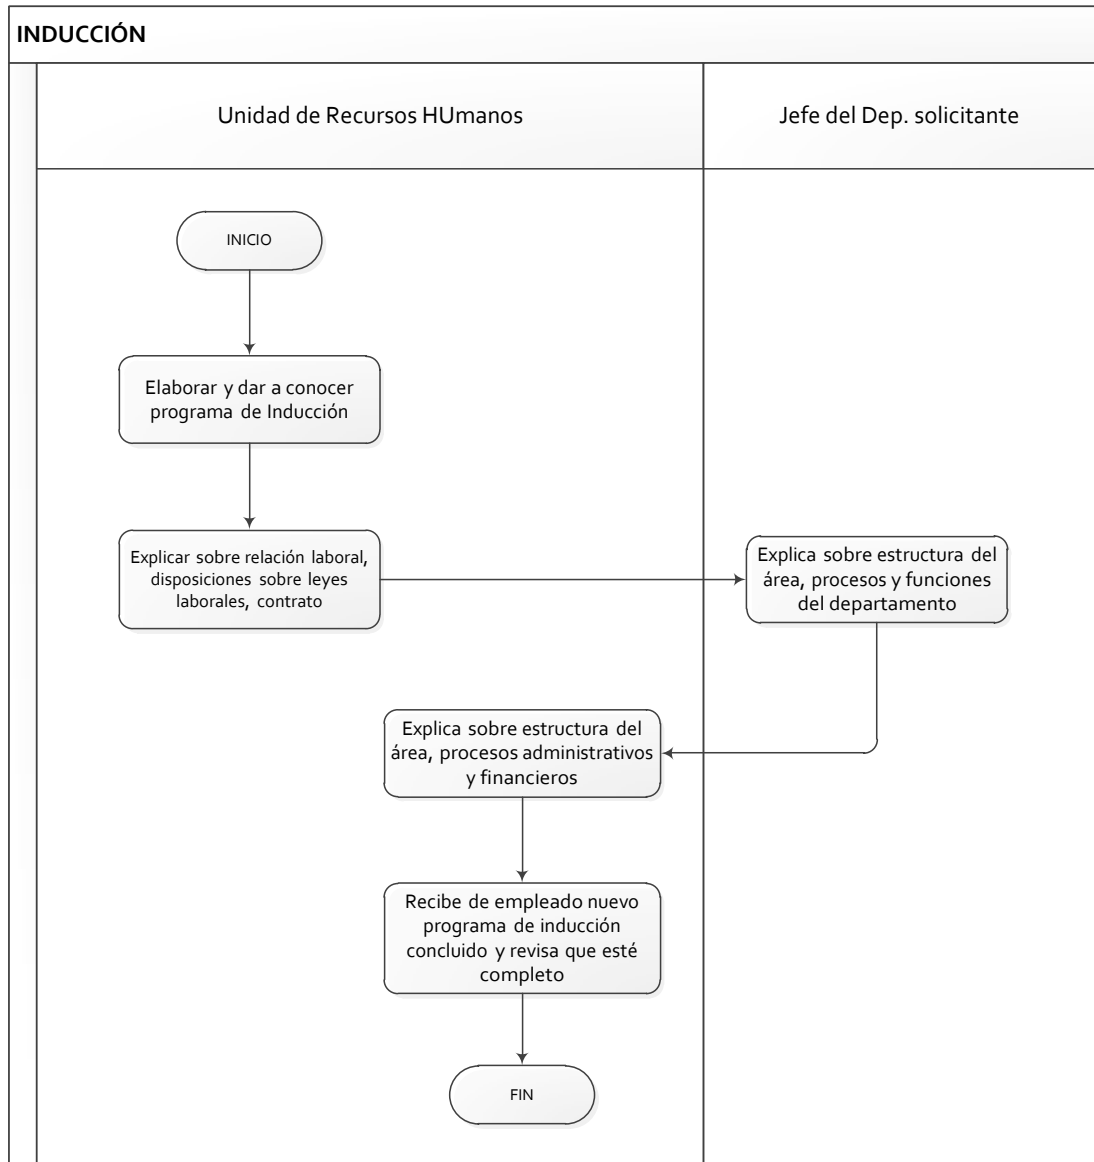 INDUCCIÓN
Unidad de Recursos HUmanos
Jefe del Dep. solicitante
INICIO
Elaborar y dar a conocer
programa de Inducción
Explicar sobre relación laboral,
disposiciones sobre leyes
laborales, contrato
Explica sobre estructura del
área, procesos y funciones
del departamento
Explica sobre estructura del
área, procesos administrativos
y financieros
Recibe de empleado nuevo
programa de inducción
concluido y revisa que esté
completo
FIN